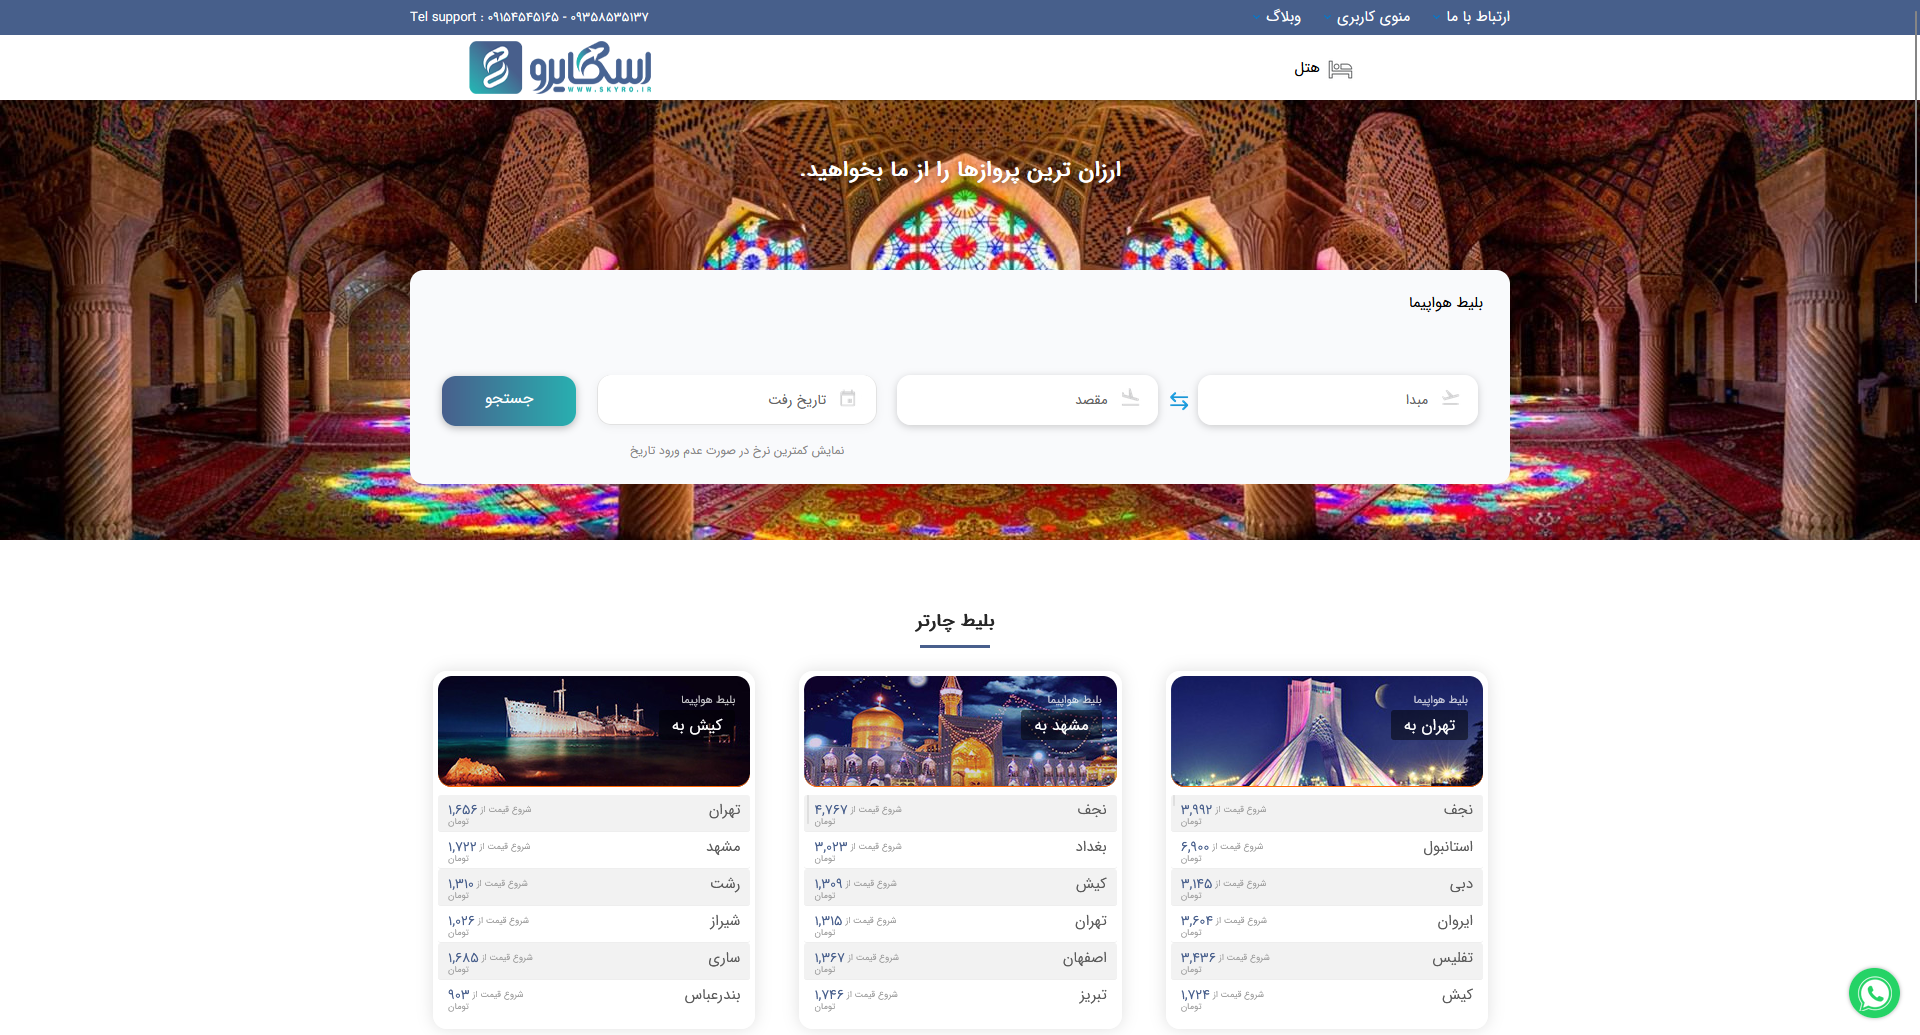 ارتباط با ما
منوی کاربری
وبلاگ
Tel support : ۰۹۱۵۴۵۴۵۱۶۵ - ۰۹۳۵۸۵۳۵۱۳۷
هتل
اسکایرو
WWW.SKYRO.IR
ارزان ترین پروازها را از ما بخواهید.
بلیط هواپیما
مبدا
مقصد
تاریخ رفت
جستجو
نمایش کمترین نرخ در صورت عدم ورود تاریخ
بلیط چارتر
بلیط هواپیما
تهران به
نجف
شروع قیمت از ۳,۹۹۲
تومان
استانبول
شروع قیمت از ۶,۹۰۰
تومان
دبی
شروع قیمت از ۳,۱۴۵
تومان
ایروان
شروع قیمت از ۳,۶۰۴
تومان
تفلیس
شروع قیمت از ۳,۴۳۶
تومان
کیش
شروع قیمت از ۱,۷۲۴
تومان
بلیط هواپیما
مشهد به
نجف
شروع قیمت از ۴,۷۶۷
تومان
بغداد
شروع قیمت از ۳,۰۲۳
تومان
کیش
شروع قیمت از ۱,۳۰۹
تومان
تهران
شروع قیمت از ۱,۳۱۵
تومان
اصفهان
شروع قیمت از ۱,۳۶۷
تومان
تبریز
شروع قیمت از ۱,۷۴۶
تومان
بلیط هواپیما
کیش به
تهران
شروع قیمت از ۱,۶۵۶
تومان
مشهد
شروع قیمت از ۱,۷۲۲
تومان
رشت
شروع قیمت از ۱,۳۱۰
تومان
شیراز
شروع قیمت از ۱,۰۲۶
تومان
ساری
شروع قیمت از ۱,۶۸۵
تومان
بندرعباس
شروع قیمت از ۹۰۳
تومان